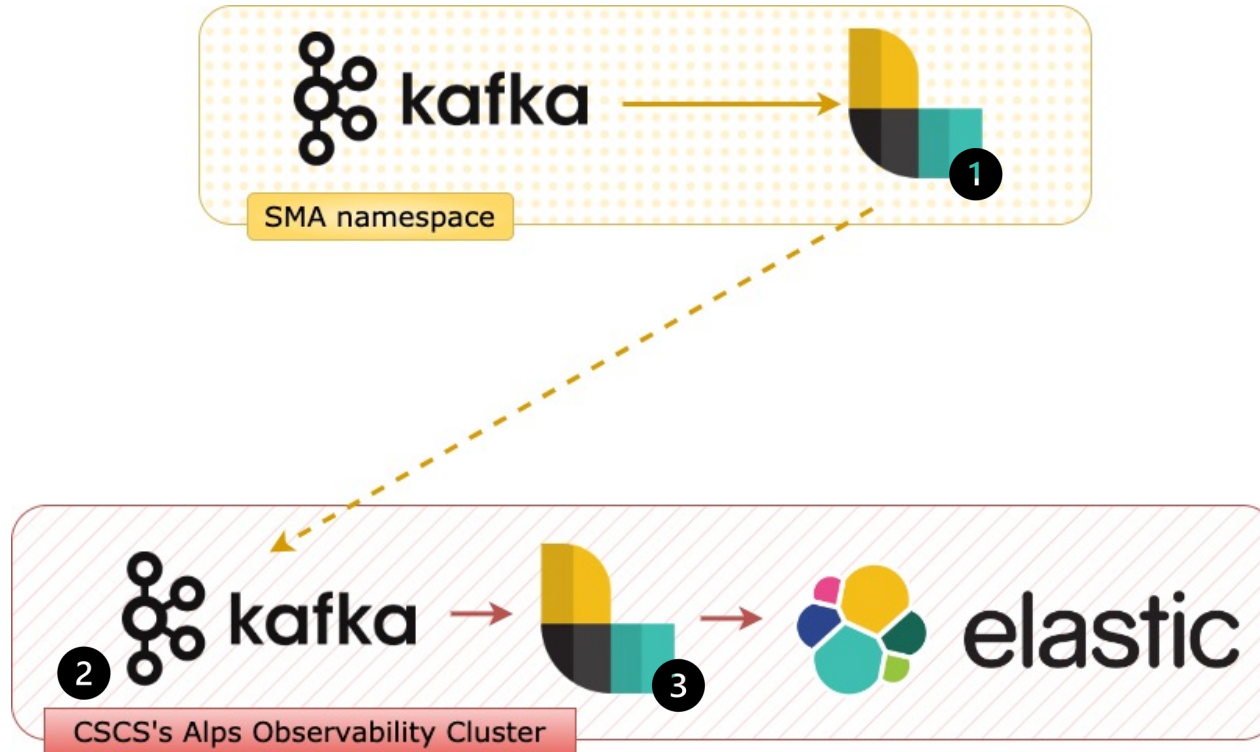 kafka
1
SMA namespace
kafka
elastic
2
3
CSCS's Alps Observability Cluster